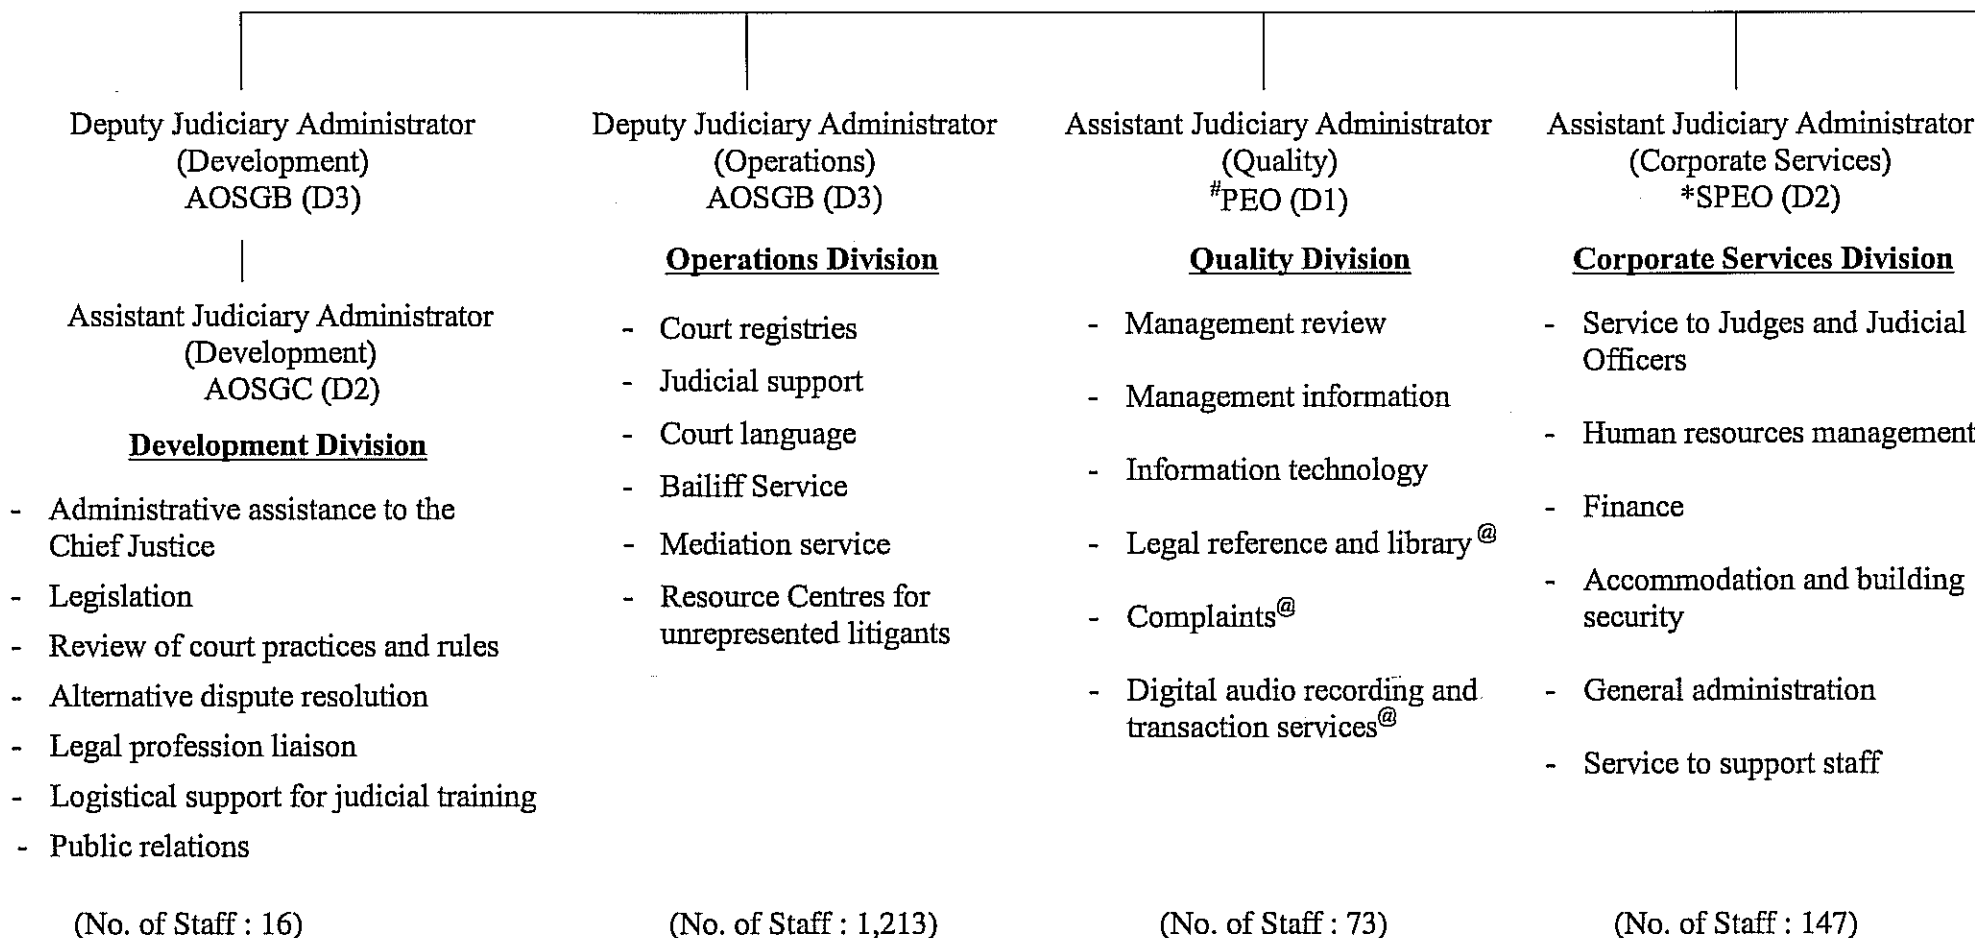 Deputy Judiciary Administrator
(Development)
AOSGB (D3)
Assistant Judiciary Administrator
(Development)
AOSGC (D2)
Development Division
- Administrative assistance to the
Chief Justice
- Legislation
- Review of court practices and rules
- Alternative dispute resolution
- Legal profession liaison
- Logistical support for judicial training
- Public relations
(No. of Staff : 16)
Deputy Judiciary Administrator
(Operations)
AOSGB (D3)
Operations Division
- Court registries
- Judicial support
- Court language
- Bailiff Service
- Mediation service
- Resource Centres for
unrepresented litigants
(No. of Staff : 1,213)
Assistant Judiciary Administrator
(Quality)
#PEO (D1)
Quality Division
- Management review
- Management information
- Information technology
- Legal reference and library @
- Complaints@
- Digital audio recording and
transaction services@
(No. of Staff : 73)
Assistant Judiciary Administrator
(Corporate Services)
*SPEO (D2)
Corporate Services Division
- Service to Judges and Judicial
Officers
- Human resources management
- Finance
- Accommodation and building
security
- General administration
- Service to support staff
(No. of Staff : 147)